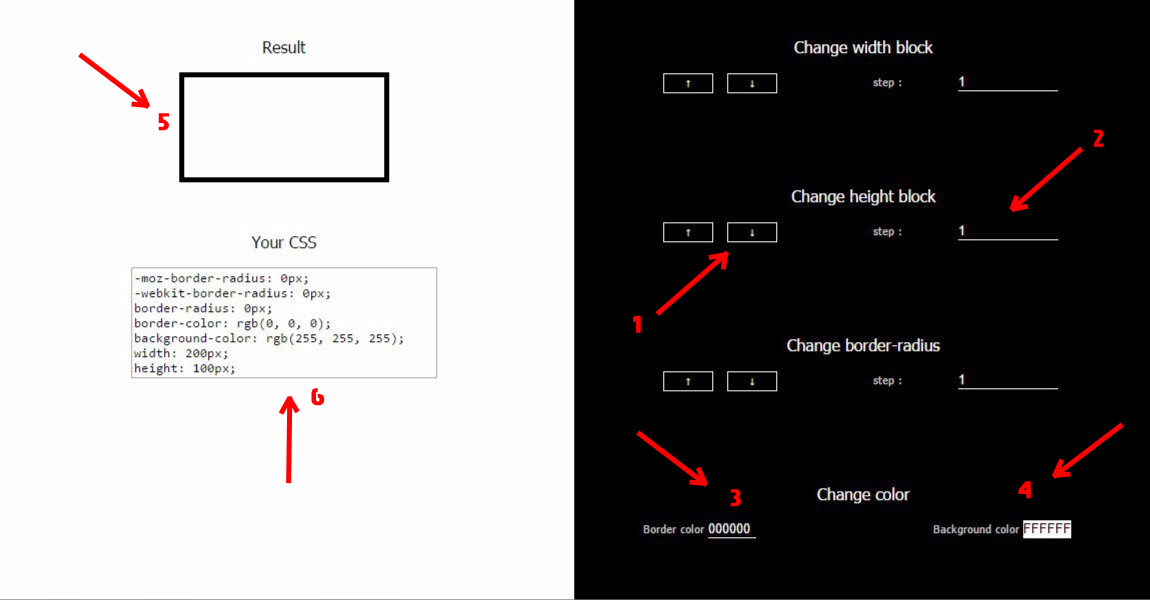 Result
5
Your CSS
-moz-border-radius: 0px;
-webkit-border-radius: 0px;
border-radius: 0px;
border-color: rgb(0, 0, 0);
background-color: rgb(255, 255, 255);
width: 200px;
height: 100px;
6
Change width block
↑ ↓ step : 1
2
Change height block
↑ ↓ step : 1
1
Change border-radius
↑ ↓ step : 1
3 4
Change color
Border color 000000 Background color FFFFFF